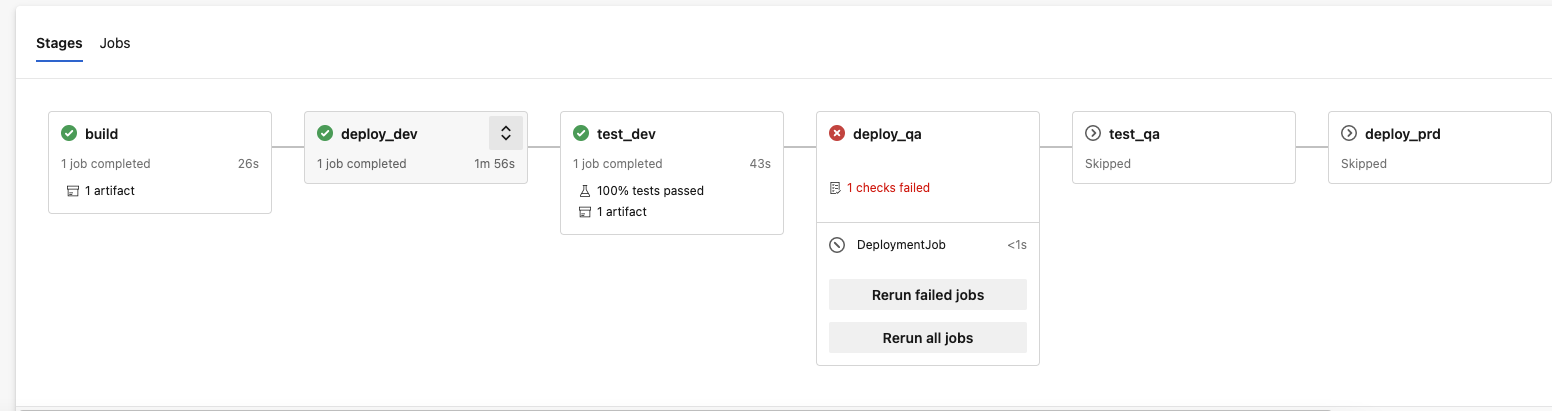 Stages Jobs
build
1 job completed 26s
1 artifact
deploy_dev
1 job completed 1m 56s
test_dev
1 job completed 43s
100% tests passed
1 artifact
deploy_qa
1 checks failed
DeploymentJob <1s
Rerun failed jobs
Rerun all jobs
test_qa
Skipped
deploy_prd
Skipped